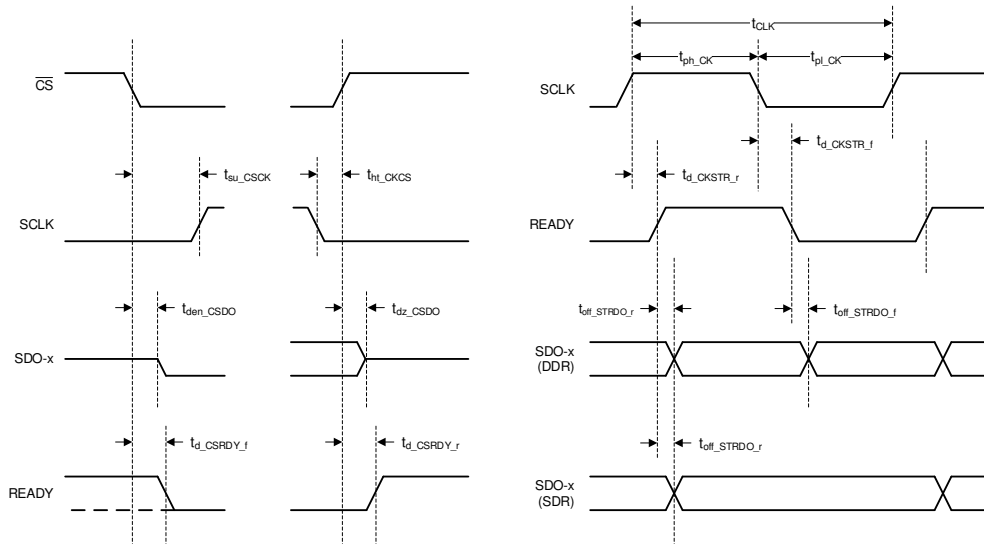 CS
t_su_CSCK
t_ht_CKCS
SCLK
t_den_CSDO
t_dz_CSDO
SDO-x
t_d_CSRDY_f
t_d_CSRDY_r
READY
t_CLK
t_ph_CK
t_pl_CK
SCLK
t_d_CKSTR_f
t_d_CKSTR_r
READY
t_off_STRDO_r
t_off_STRDO_f
SDO-x
(DDR)
t_off_STRDO_r
SDO-x
(SDR)